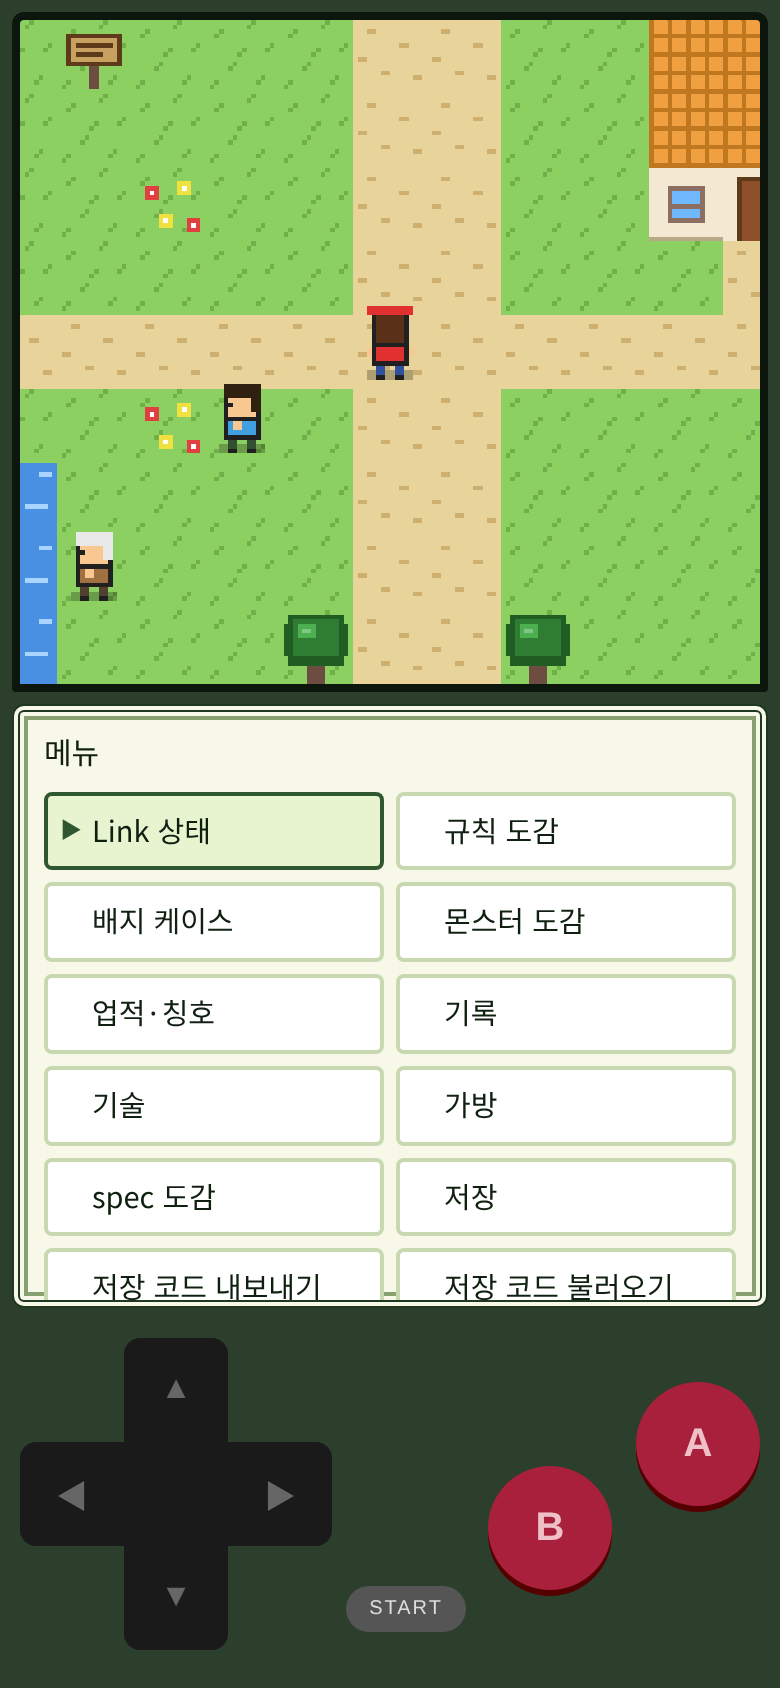 메뉴
▶ Link 상태
규칙 도감
배지 케이스
몬스터 도감
업적·칭호
기록
기술
가방
spec 도감
저장
저장 코드 내보내기
저장 코드 불러오기
A
B
START